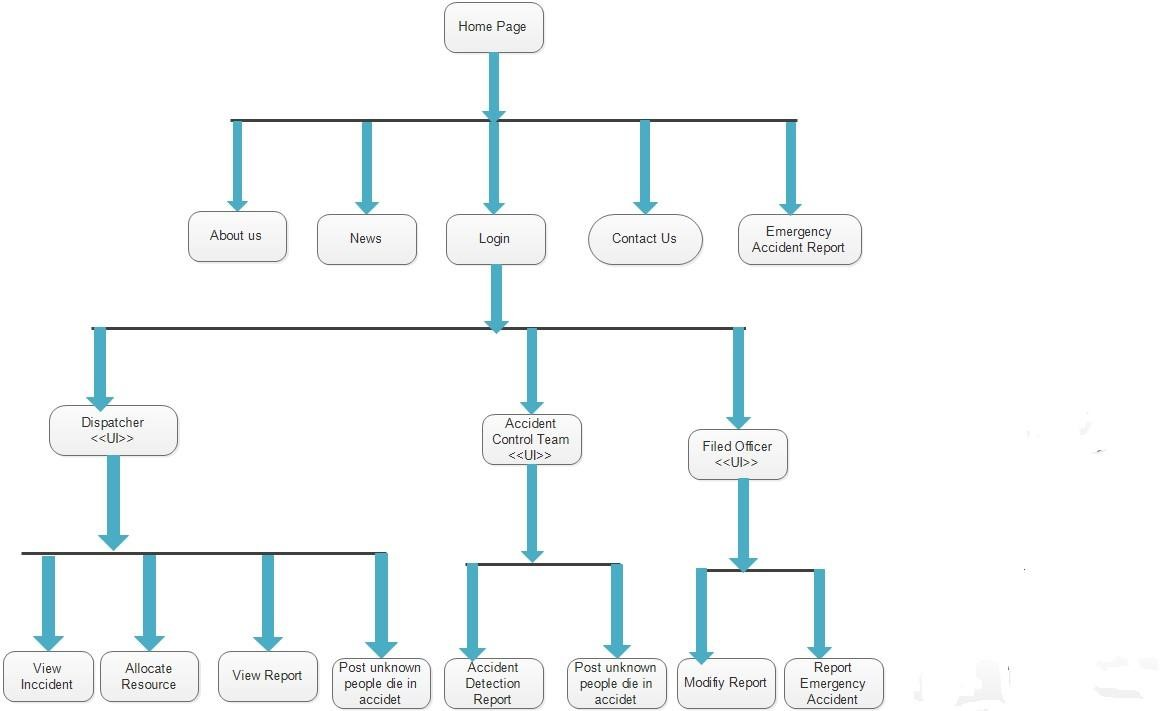 Home Page
About us
News
Login
Contact Us
Emergency
Accident Report
Dispatcher
<<UI>>
Accident
Control Team
<<UI>>
Filed Officer
<<UI>>
View
Inccident
Allocate
Resource
View Report
Post unknown
people die in
accidet
Accident
Detection
Report
Post unknown
people die in
accidet
Modifiy Report
Report
Emergency
Accident